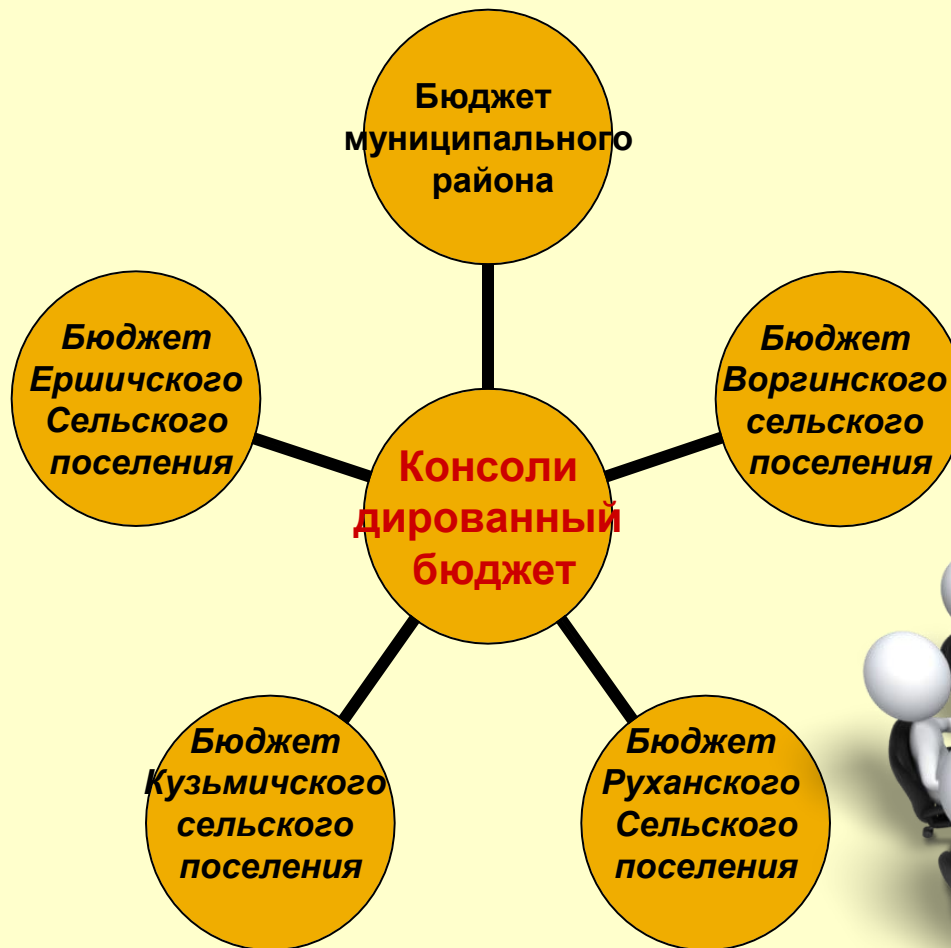 Бюджет
муниципального
района
Бюджет
Ершичского
Сельского
поселения
Бюджет
Воргинского
сельского
поселения
Консоли
дированный
бюджет
Бюджет
Кузьмичского
сельского
поселения
Бюджет
Руханского
Сельского
поселения